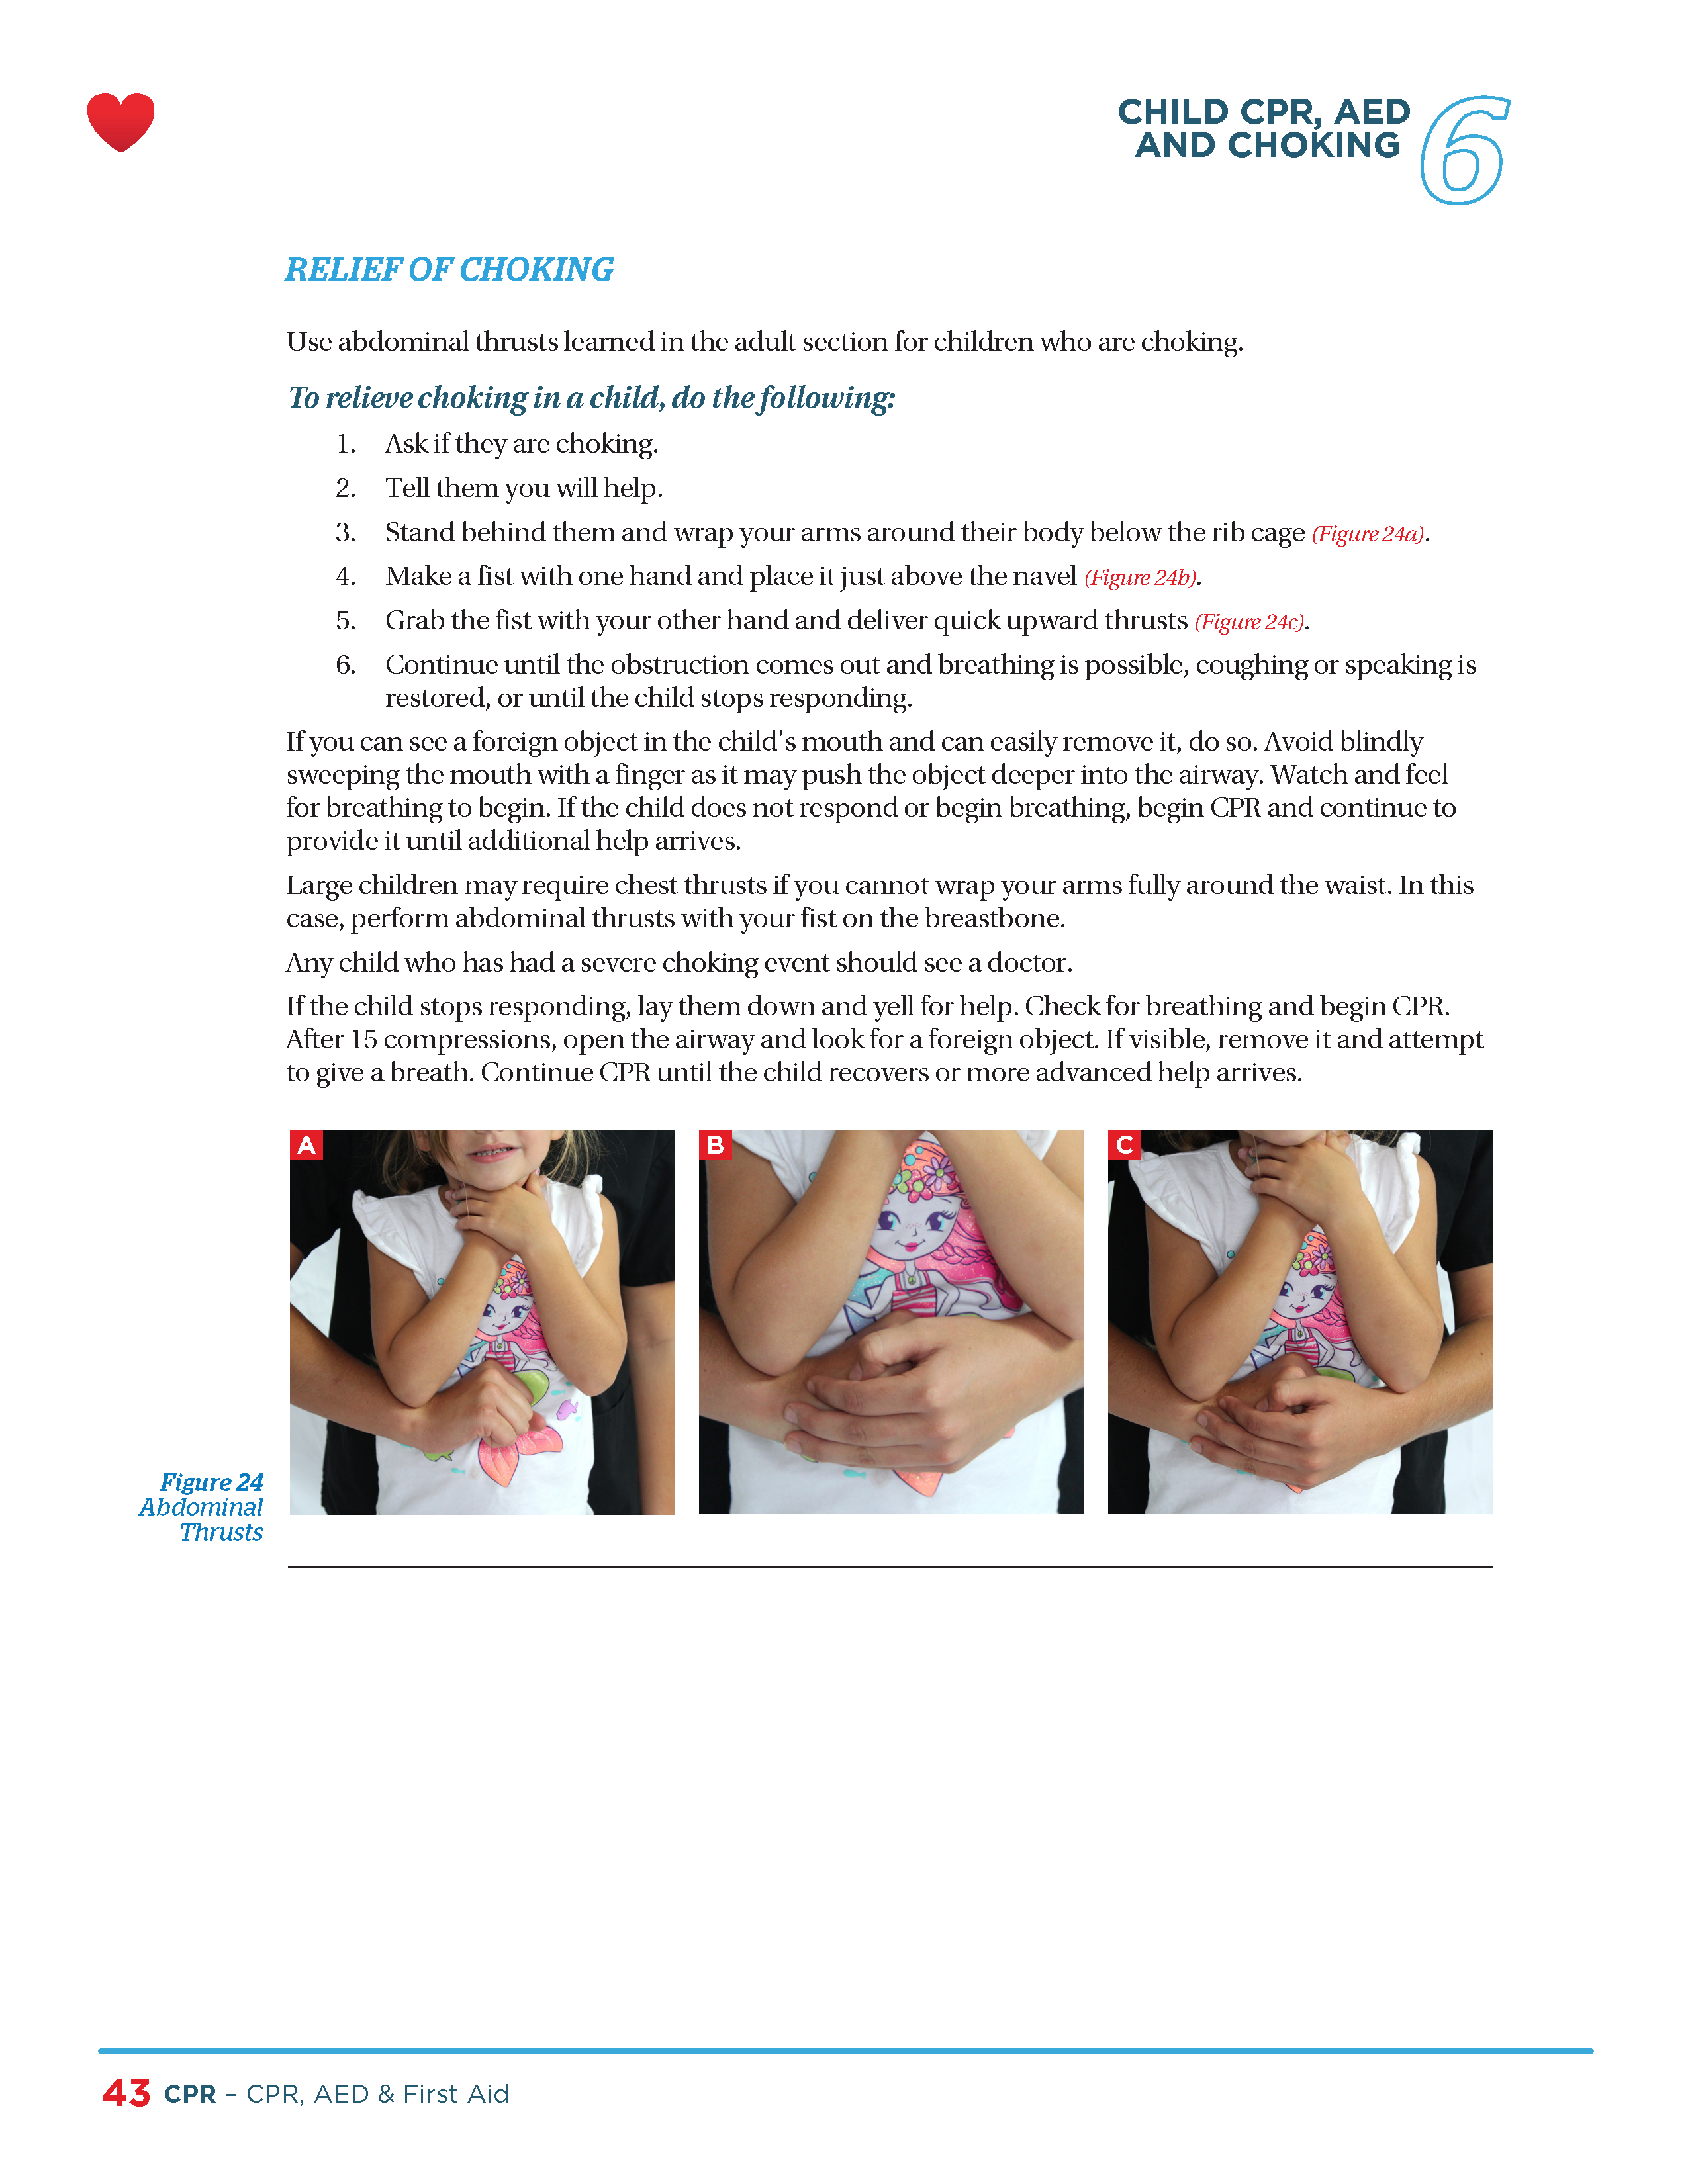 CHILD CPR, AED
AND CHOKING
6
RELIEF OF CHOKING
Use abdominal thrusts learned in the adult section for children who are choking.
To relieve choking in a child, do the following:
1. Ask if they are choking.
2. Tell them you will help.
3. Stand behind them and wrap your arms around their body below the rib cage (Figure 24a).
4. Make a fist with one hand and place it just above the navel (Figure 24b).
5. Grab the fist with your other hand and deliver quick upward thrusts (Figure 24c).
6. Continue until the obstruction comes out and breathing is possible, coughing or speaking is
restored, or until the child stops responding.
If you can see a foreign object in the child’s mouth and can easily remove it, do so. Avoid blindly
sweeping the mouth with a finger as it may push the object deeper into the airway. Watch and feel
for breathing to begin. If the child does not respond or begin breathing, begin CPR and continue to
provide it until additional help arrives.
Large children may require chest thrusts if you cannot wrap your arms fully around the waist. In this
case, perform abdominal thrusts with your fist on the breastbone.
Any child who has had a severe choking event should see a doctor.
If the child stops responding, lay them down and yell for help. Check for breathing and begin CPR.
After 15 compressions, open the airway and look for a foreign object. If visible, remove it and attempt
to give a breath. Continue CPR until the child recovers or more advanced help arrives.
A
B
C
Figure 24
Abdominal
Thrusts
43 CPR – CPR, AED & First Aid